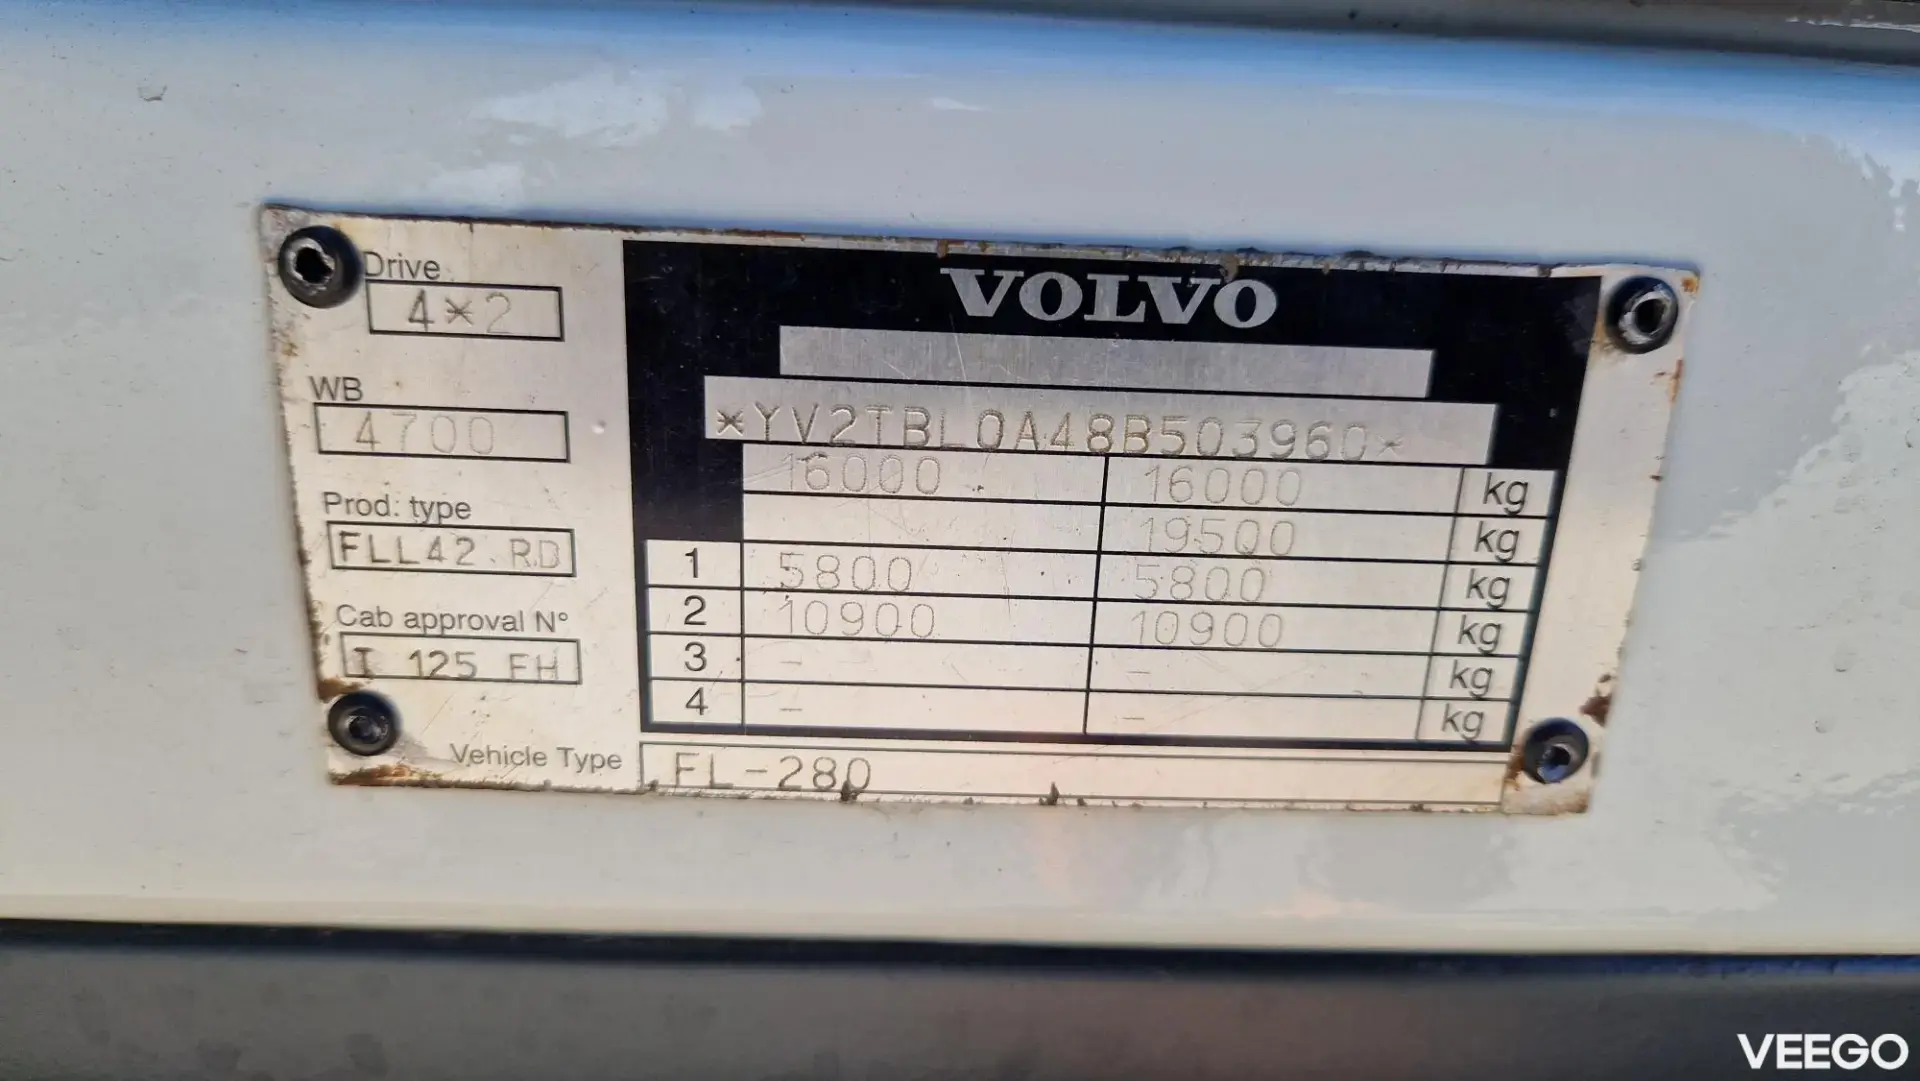 Drive
4*2
WB
4700
Prod. type
FLL42.RD
Cab approval N°
I 125 FH
VOLVO
*YV2TBL0A48B503960*
16000 16000 kg
19500 kg
1 5800 5800 kg
2 10900 10900 kg
3 - - kg
4 - - kg
Vehicle Type FL-280
VEEGO